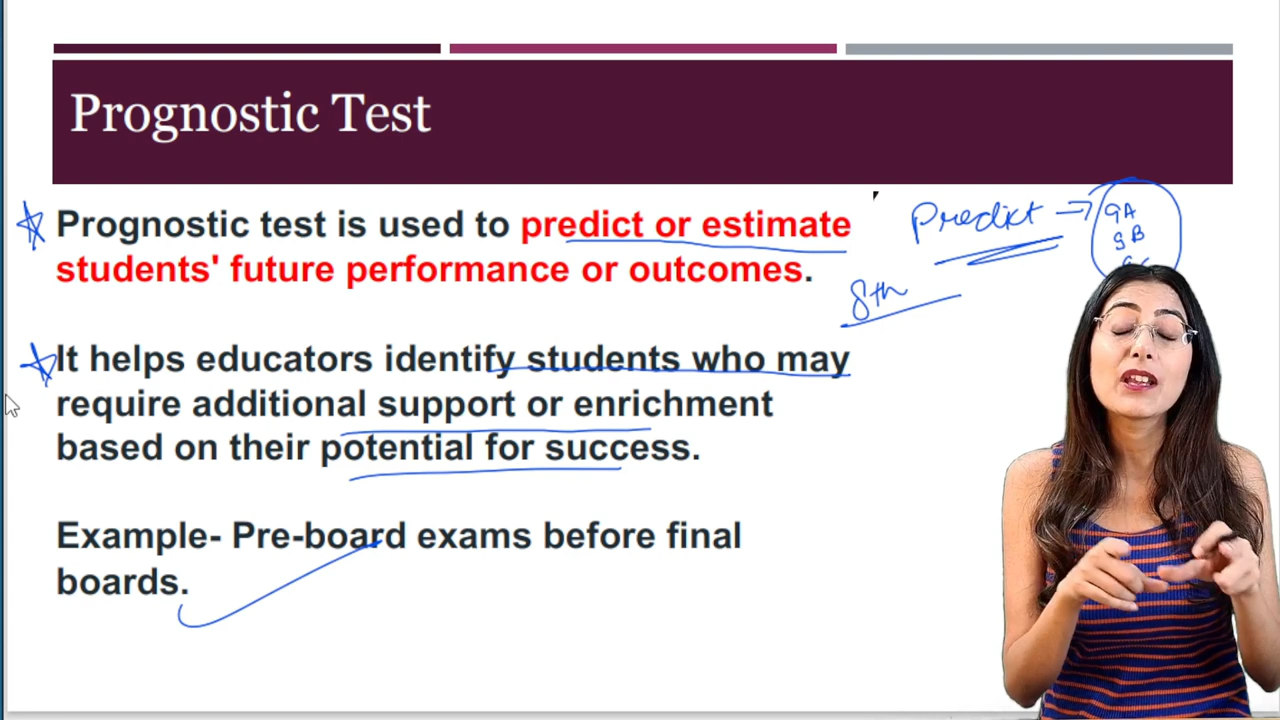 Prognostic Test
Prognostic test is used to predict or estimate
students' future performance or outcomes.
Predict → 9A
9B
8th
It helps educators identify students who may
require additional support or enrichment
based on their potential for success.
Example- Pre-board exams before final
boards.